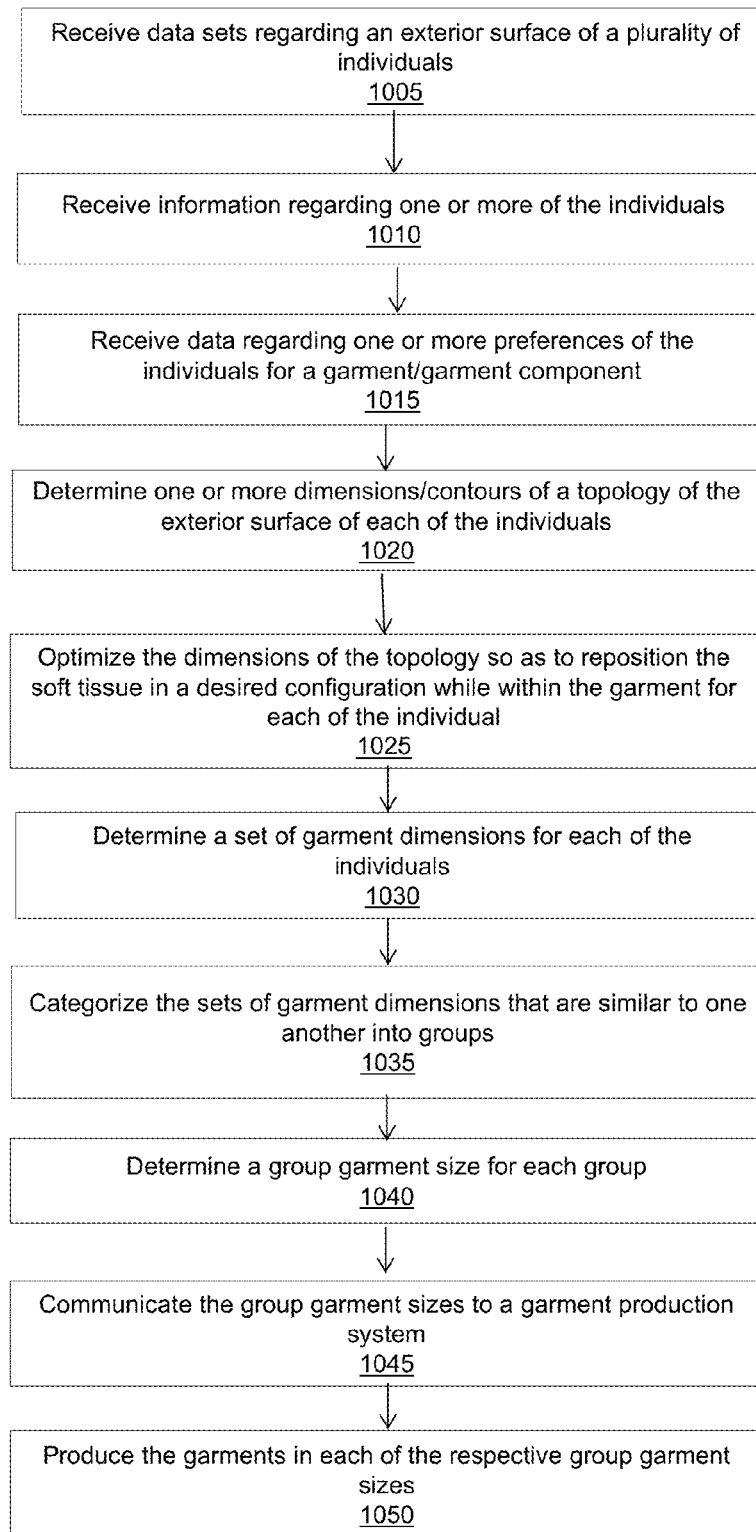 Receive data sets regarding an exterior surface of a plurality of
individuals
1005
Receive information regarding one or more of the individuals
1010
Receive data regarding one or more preferences of the
individuals for a garment/garment component
1015
Determine one or more dimensions/contours of a topology of the
exterior surface of each of the individuals
1020
Optimize the dimensions of the topology so as to reposition the
soft tissue in a desired configuration while within the garment for
each of the individual
1025
Determine a set of garment dimensions for each of the
individuals
1030
Categorize the sets of garment dimensions that are similar to one
another into groups
1035
Determine a group garment size for each group
1040
Communicate the group garment sizes to a garment production
system
1045
Produce the garments in each of the respective group garment
sizes
1050